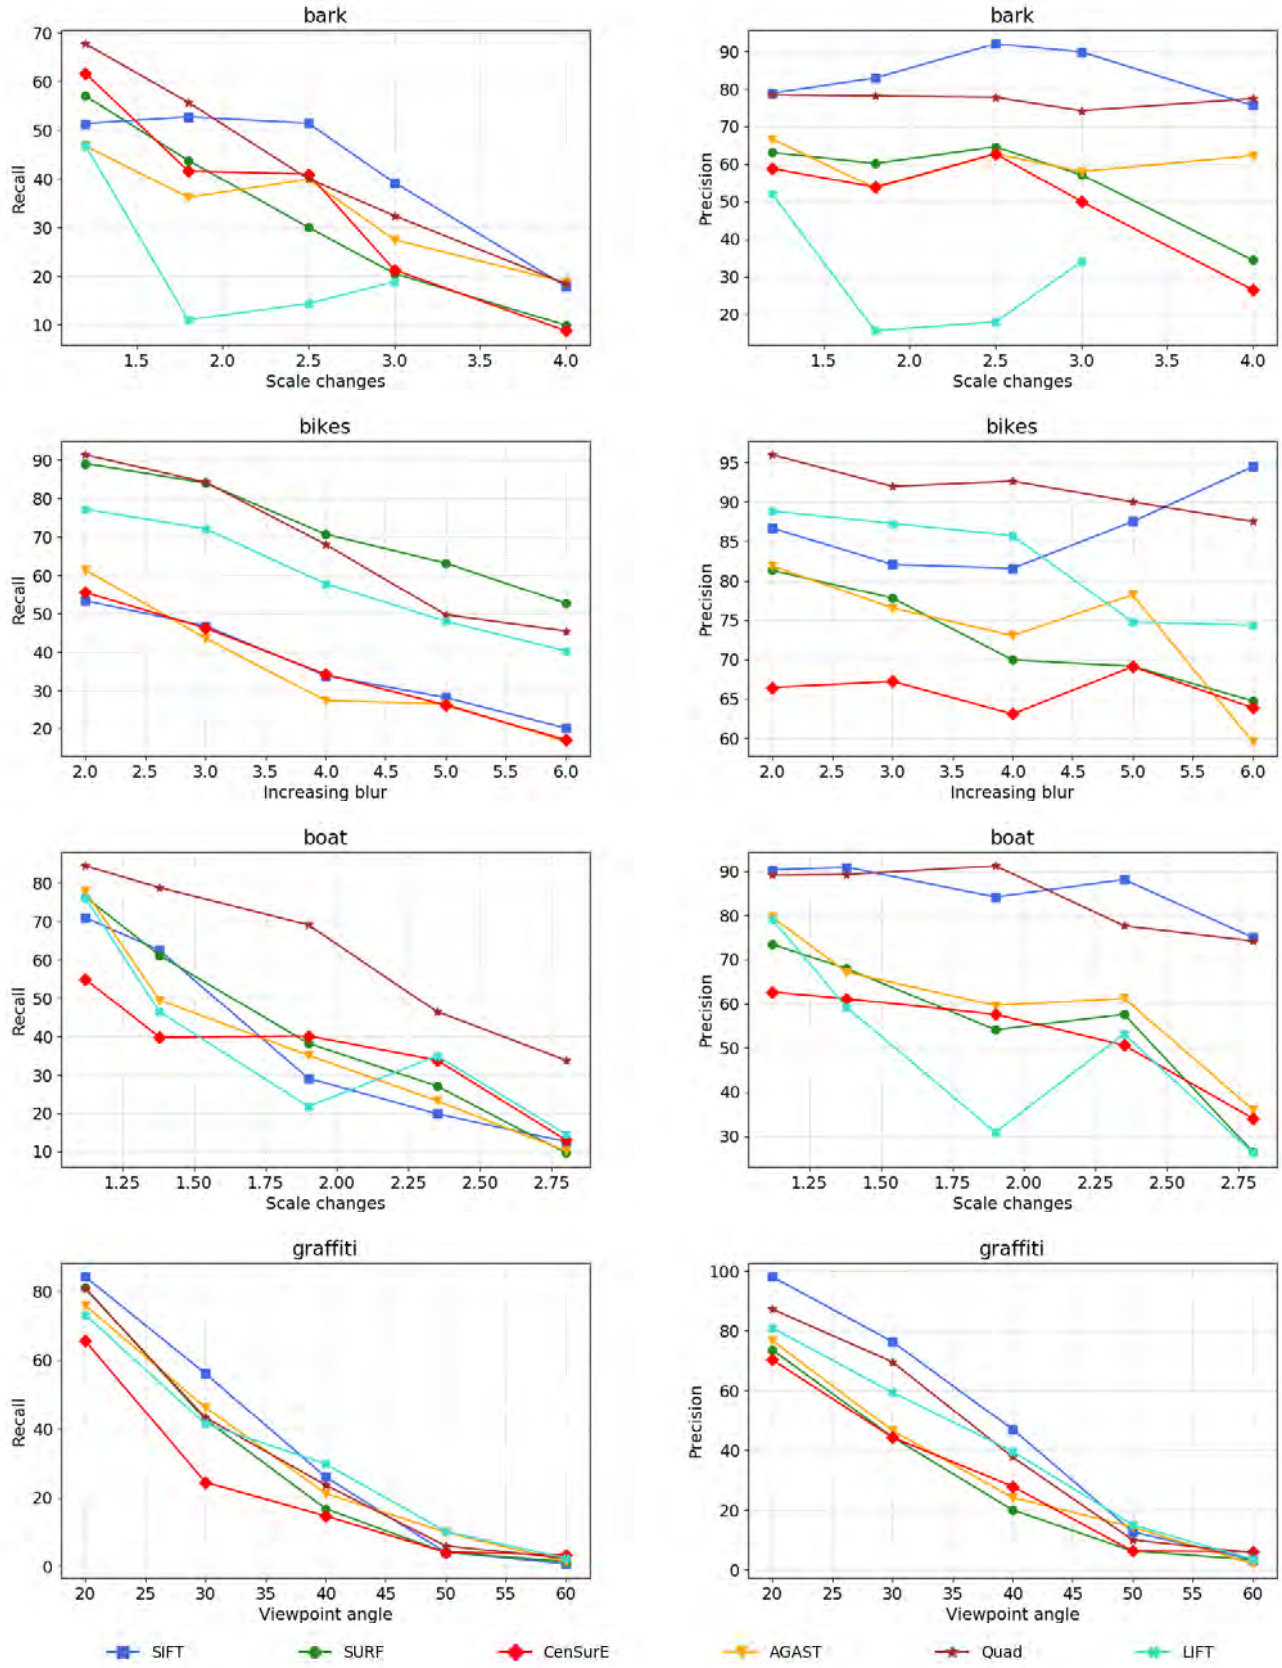 bark
bark
70
60
50
40
30
20
10
Recall
1.5 2.0 2.5 3.0 3.5 4.0
Scale changes
90
80
70
60
50
40
30
20
Precision
1.5 2.0 2.5 3.0 3.5 4.0
Scale changes
bikes
bikes
90
80
70
60
50
40
30
20
Recall
2.0 2.5 3.0 3.5 4.0 4.5 5.0 5.5 6.0
Increasing blur
95
90
85
80
75
70
65
60
Precision
2.0 2.5 3.0 3.5 4.0 4.5 5.0 5.5 6.0
Increasing blur
boat
boat
80
70
60
50
40
30
20
10
Recall
1.25 1.50 1.75 2.00 2.25 2.50 2.75
Scale changes
90
80
70
60
50
40
30
Precision
1.25 1.50 1.75 2.00 2.25 2.50 2.75
Scale changes
graffiti
graffiti
80
60
40
20
0
Recall
20 25 30 35 40 45 50 55 60
Viewpoint angle
100
80
60
40
20
0
Precision
20 25 30 35 40 45 50 55 60
Viewpoint angle
SIFT SURF CenSurE AGAST Quad LIFT